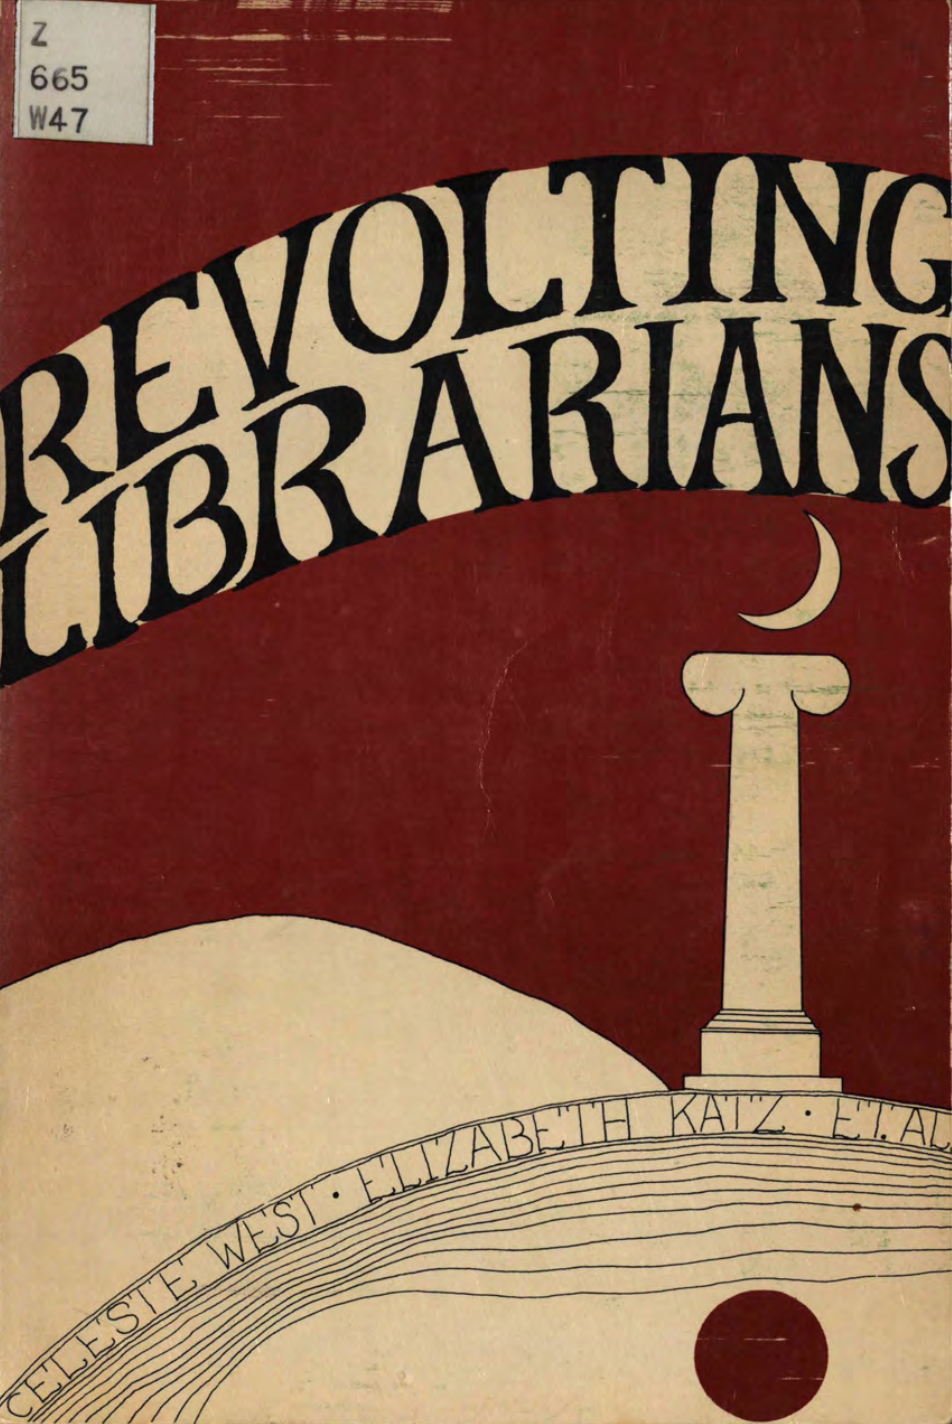 Z
665
W47
REVOLTING
LIBRARIANS
CELESTE WEST · ELIZABETH KATZ · ET. AL